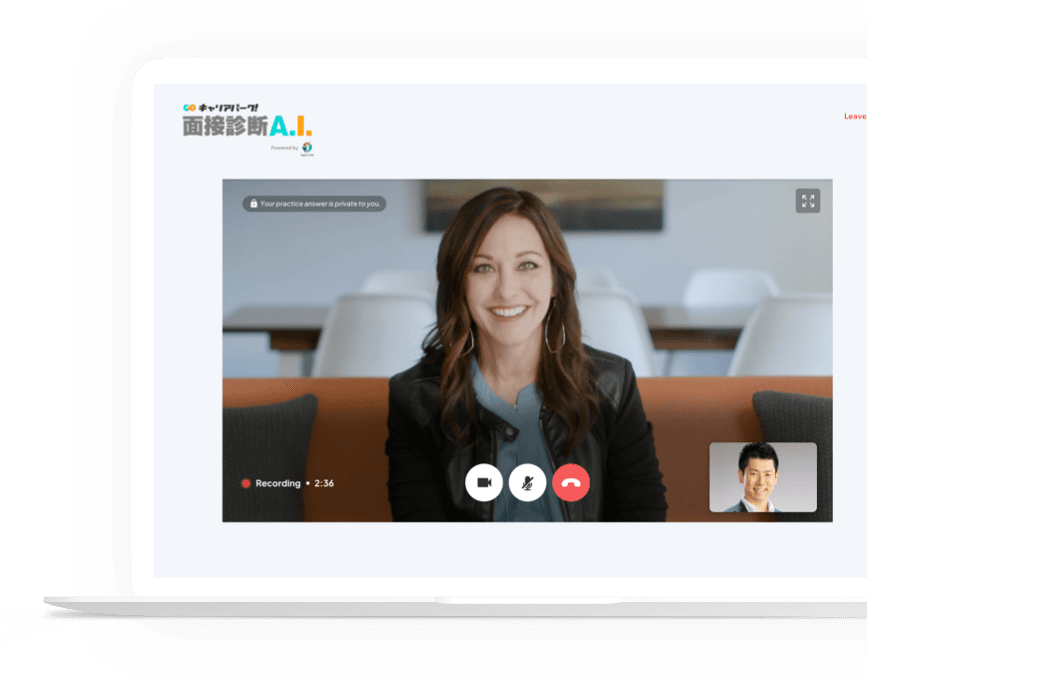 キャリアパーク!
面接診断A.I.
Powered by
Leave
Your practice answer is private to you.
Recording • 2:36